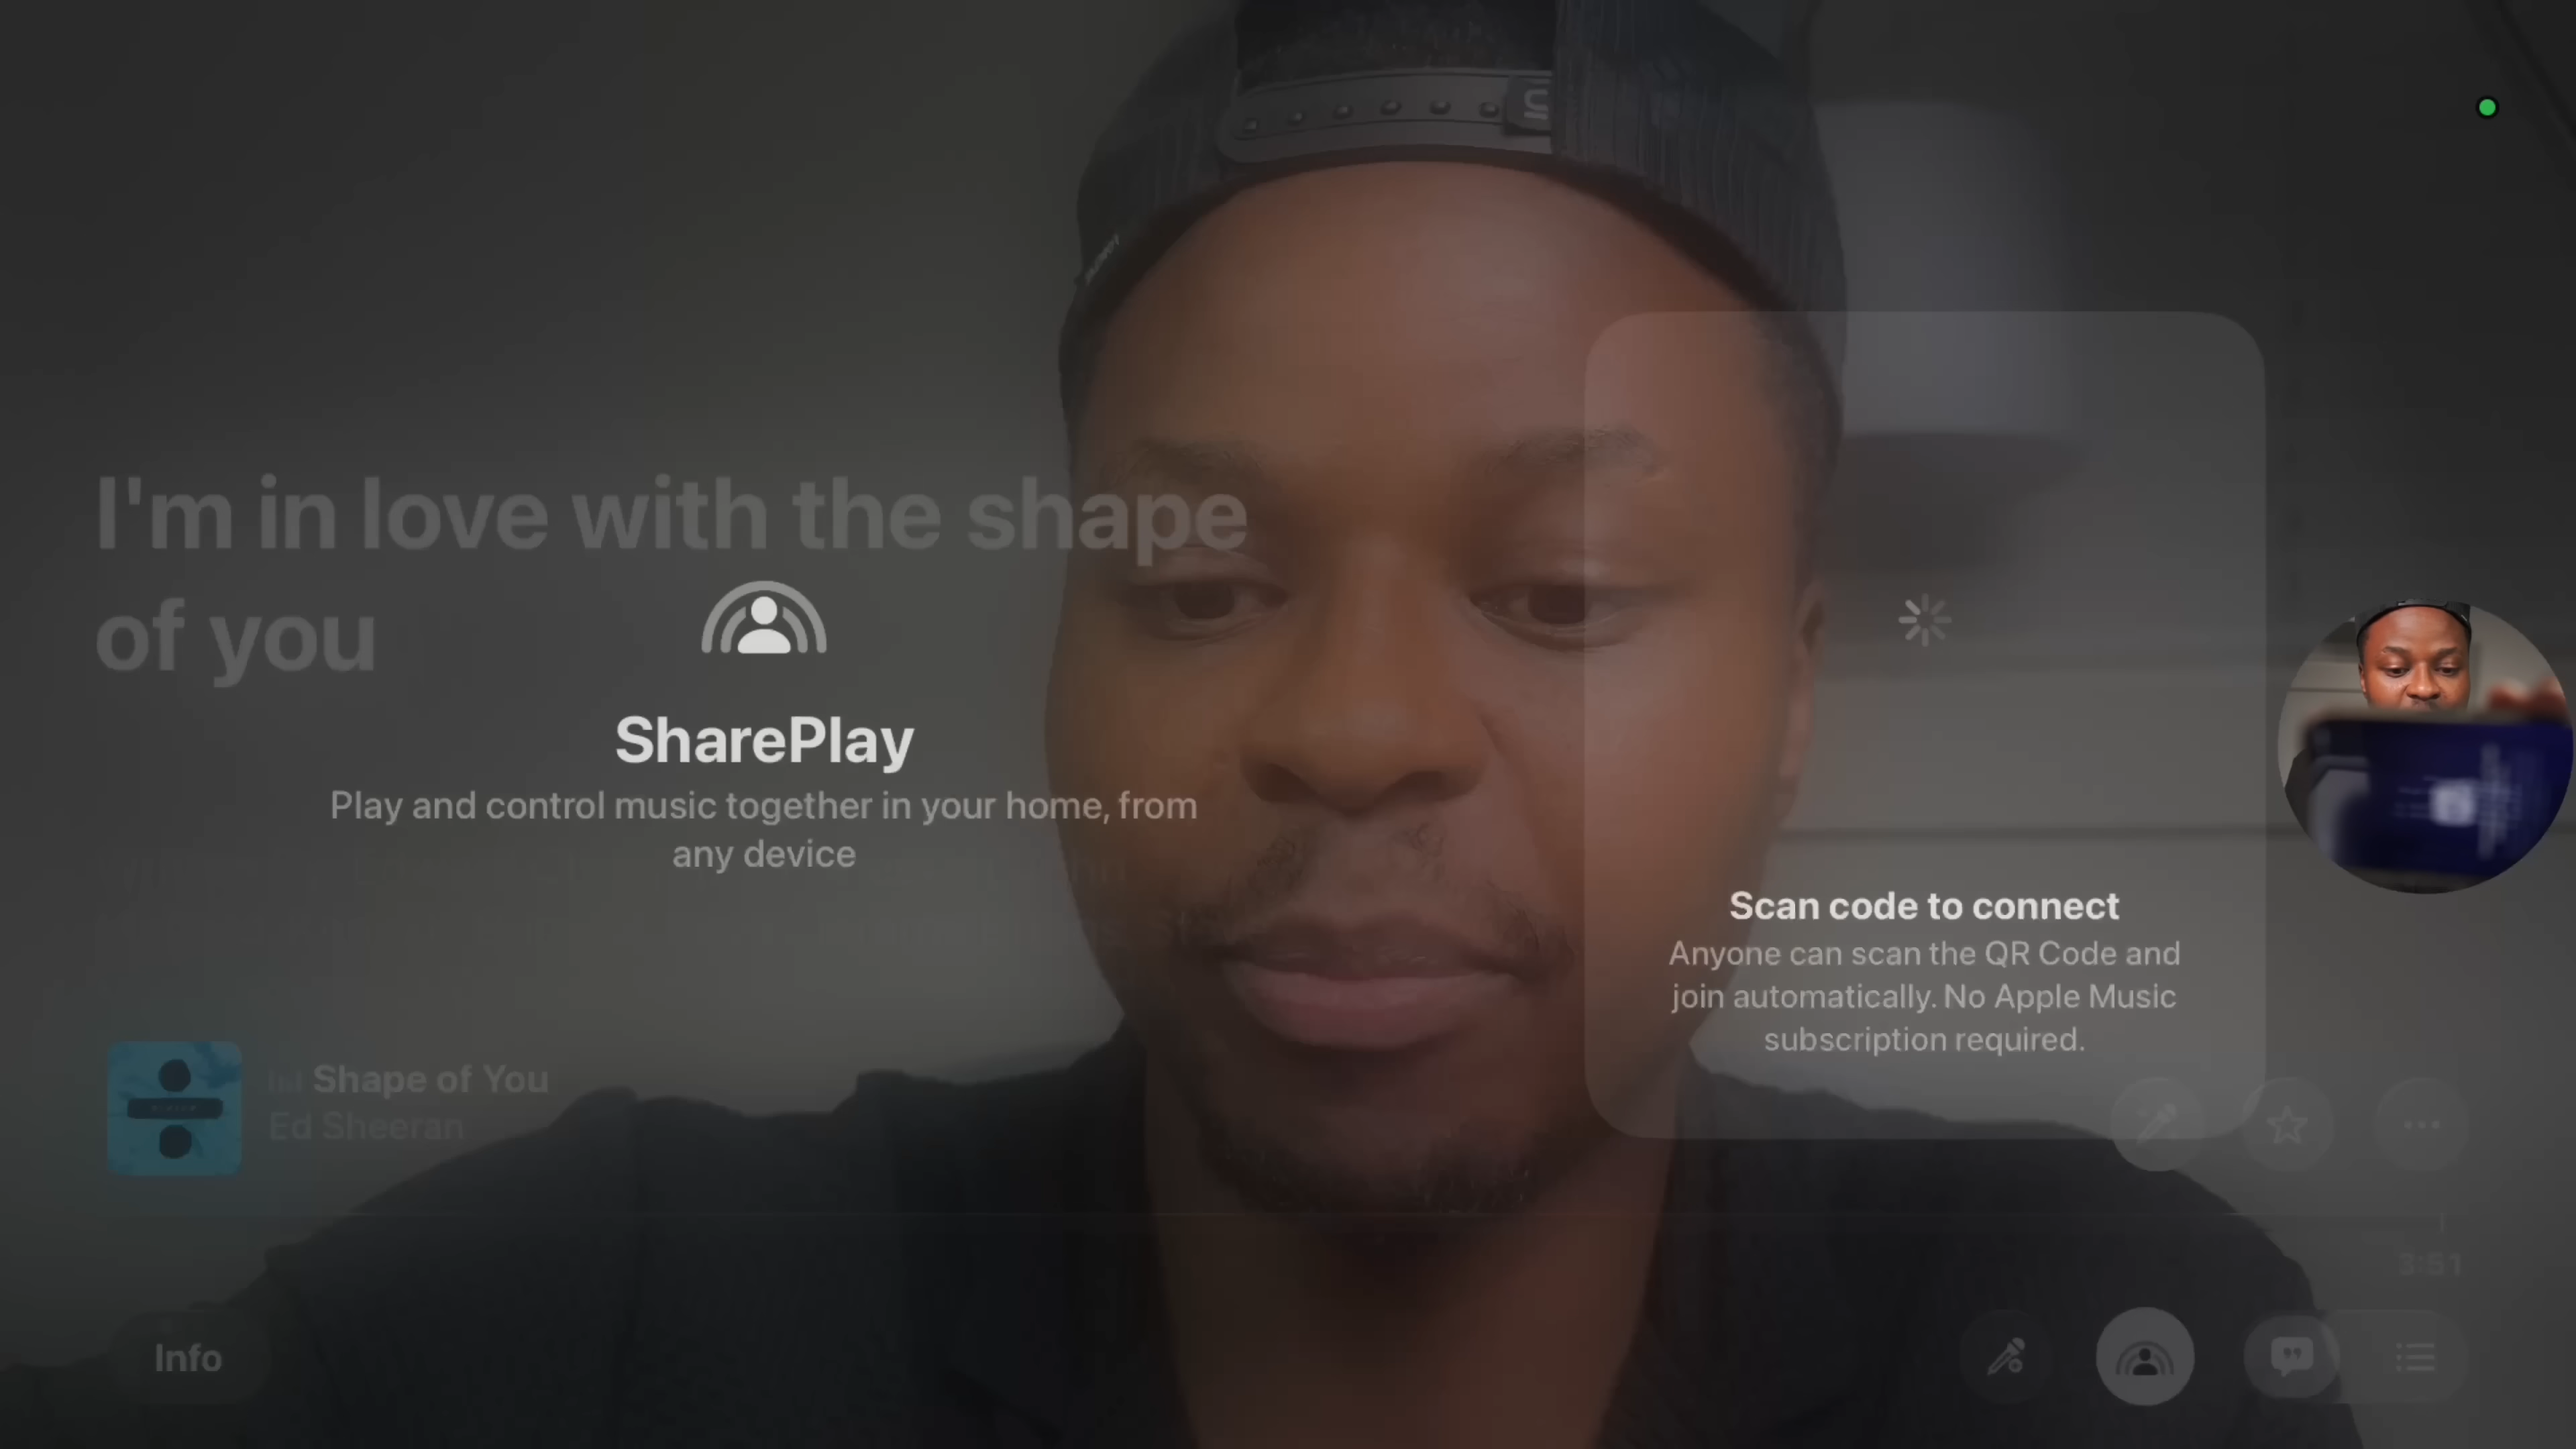 I'm in love with the shape
of you
SharePlay
Play and control music together in your home, from
any device
Scan code to connect
Anyone can scan the QR Code and
join automatically. No Apple Music
subscription required.
Shape of You
Ed Sheeran
3:51
Info